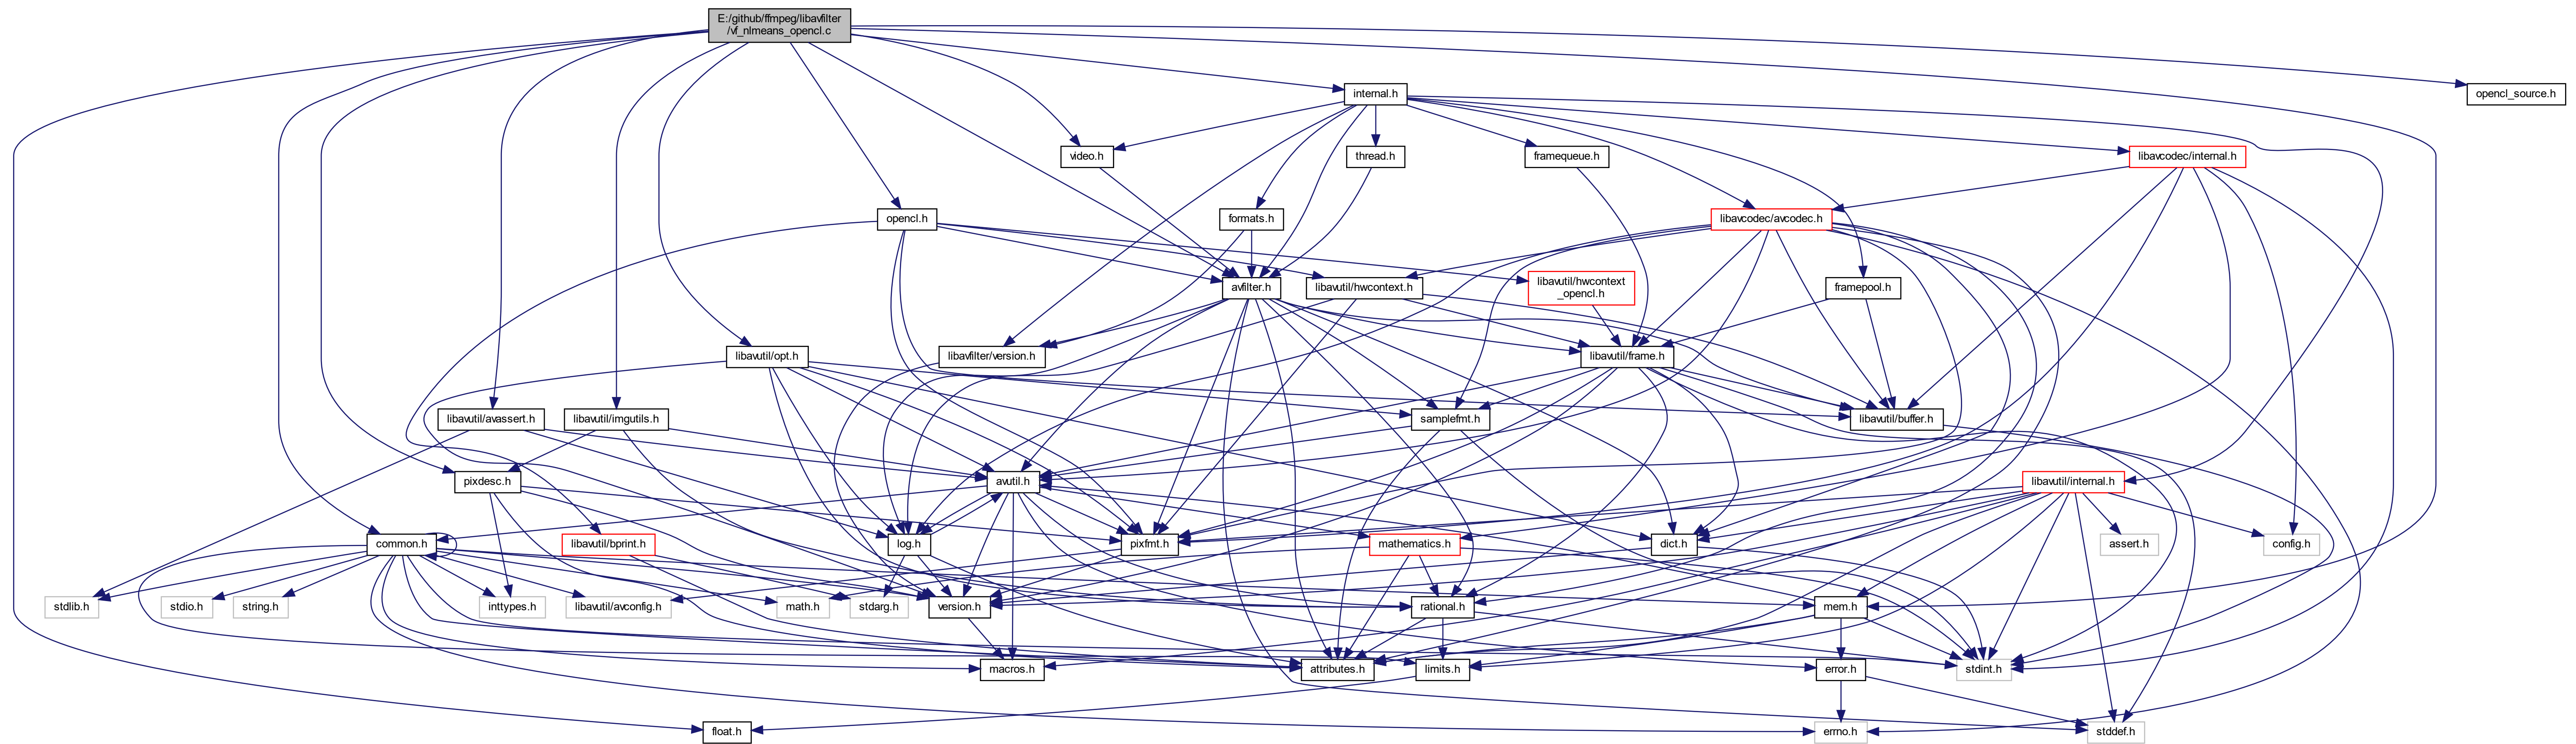 E:/github/ffmpeg/libavfilter
/vf_nlmeans_opencl.c
internal.h
opencl_source.h
video.h
thread.h
framequeue.h
libavcodec/internal.h
opencl.h
formats.h
libavcodec/avcodec.h
avfilter.h
libavutil/hwcontext.h
libavutil/hwcontext
_opencl.h
framepool.h
libavutil/opt.h
libavfilter/version.h
libavutil/frame.h
libavutil/avassert.h
libavutil/imgutils.h
samplefmt.h
libavutil/buffer.h
pixdesc.h
avutil.h
libavutil/internal.h
common.h
libavutil/bprint.h
log.h
pixfmt.h
mathematics.h
dict.h
assert.h
config.h
stdlib.h
stdio.h
string.h
inttypes.h
libavutil/avconfig.h
math.h
stdarg.h
version.h
rational.h
mem.h
macros.h
attributes.h
limits.h
error.h
stdint.h
float.h
errno.h
stddef.h